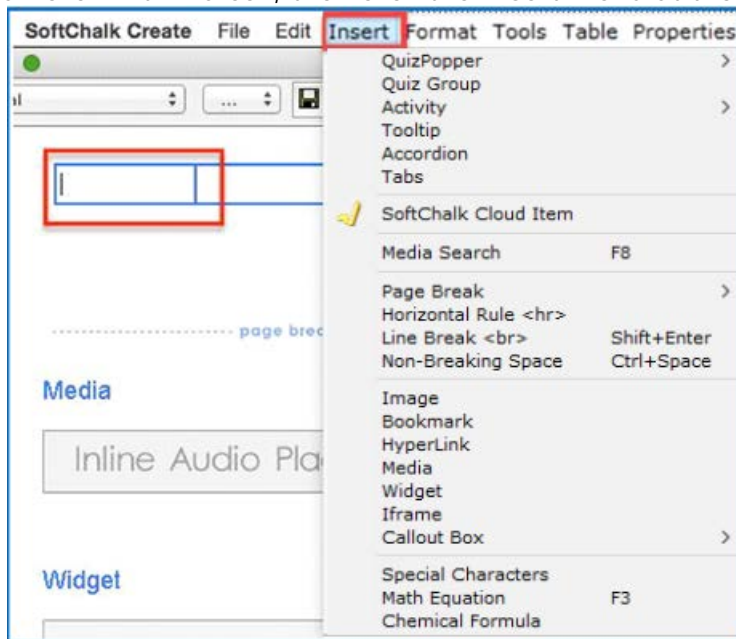 SoftChalk Create File Edit Insert Format Tools Table Properties
...
QuizPopper >
Quiz Group
Activity >
Tooltip
Accordion
Tabs
SoftChalk Cloud Item
Media Search F8
Page Break >
Horizontal Rule <hr>
Line Break <br> Shift+Enter
Non-Breaking Space Ctrl+Space
page brea
Media
Inline Audio Pla
Image
Bookmark
HyperLink
Media
Widget
Iframe
Callout Box >
Widget
Special Characters
Math Equation F3
Chemical Formula